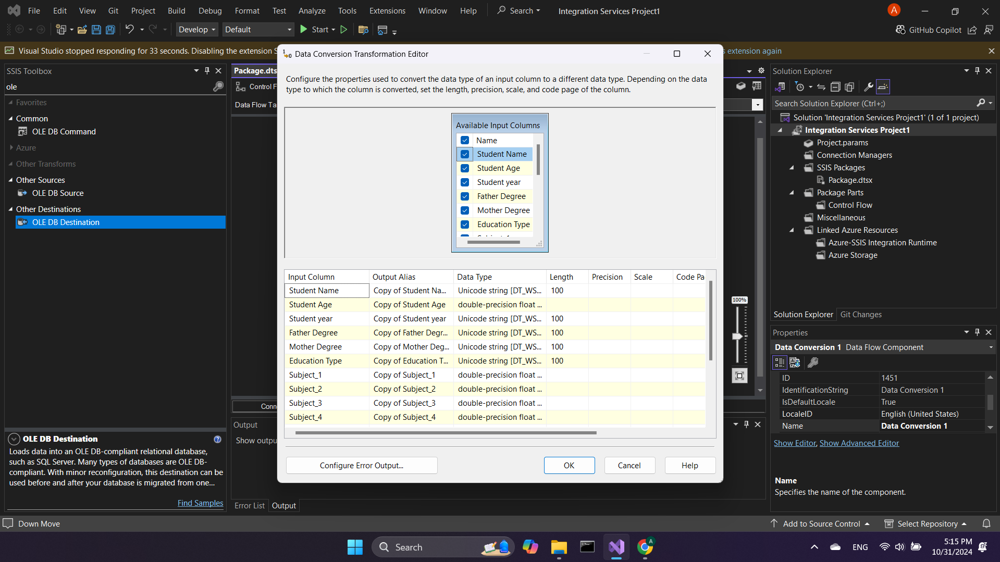 File Edit View Git Project Build Debug Format Test Analyze Tools Extensions Window Help Search Integration Services Project1 A
Develop Default Start GitHub Copilot
Visual Studio stopped responding for 33 seconds. Disabling the extension
extension again
SSIS Toolbox
ole
Favorites
Common
OLE DB Command
Azure
Other Transforms
Other Sources
OLE DB Source
Other Destinations
OLE DB Destination
OLE DB Destination
Loads data into an OLE DB-compliant relational database,
such as SQL Server. Many types of databases are OLE DB-
compliant. With minor reconfiguration, this destination can be
used before and after your database is migrated from one...
Find Samples
Package.dts
Control F
Data Flow Ta
100%
Conn
Output
Show outpu
Error List Output
Data Conversion Transformation Editor
Configure the properties used to convert the data type of an input column to a different data type. Depending on the data
type to which the column is converted, set the length, precision, scale, and code page of the column.
Available Input Columns
Name
Student Name
Student Age
Student year
Father Degree
Mother Degree
Education Type
Input Column Output Alias Data Type Length Precision Scale Code Pa
Student Name Copy of Student Na... Unicode string [DT_WS... 100
Student Age Copy of Student Age double-precision float ...
Student year Copy of Student year Unicode string [DT_WS... 100
Father Degree Copy of Father Degr... Unicode string [DT_WS... 100
Mother Degree Copy of Mother Deg... Unicode string [DT_WS... 100
Education Type Copy of Education T... Unicode string [DT_WS... 100
Subject_1 Copy of Subject_1 double-precision float ...
Subject_2 Copy of Subject_2 double-precision float ...
Subject_3 Copy of Subject_3 double-precision float ...
Subject_4 Copy of Subject_4 double-precision float ...
Configure Error Output... OK Cancel Help
Solution Explorer
Search Solution Explorer (Ctrl+;)
Solution 'Integration Services Project1' (1 of 1 project)
Integration Services Project1
Project.params
Connection Managers
SSIS Packages
Package.dtsx
Package Parts
Control Flow
Miscellaneous
Linked Azure Resources
Azure-SSIS Integration Runtime
Azure Storage
Solution Explorer Git Changes
Properties
Data Conversion 1 Data Flow Component
ID 1451
IdentificationString Data Conversion 1
IsDefaultLocale True
LocaleID English (United States)
Name Data Conversion 1
Show Editor, Show Advanced Editor
Name
Specifies the name of the component.
Down Move Add to Source Control Select Repository
Search A ENG 5:15 PM
10/31/2024